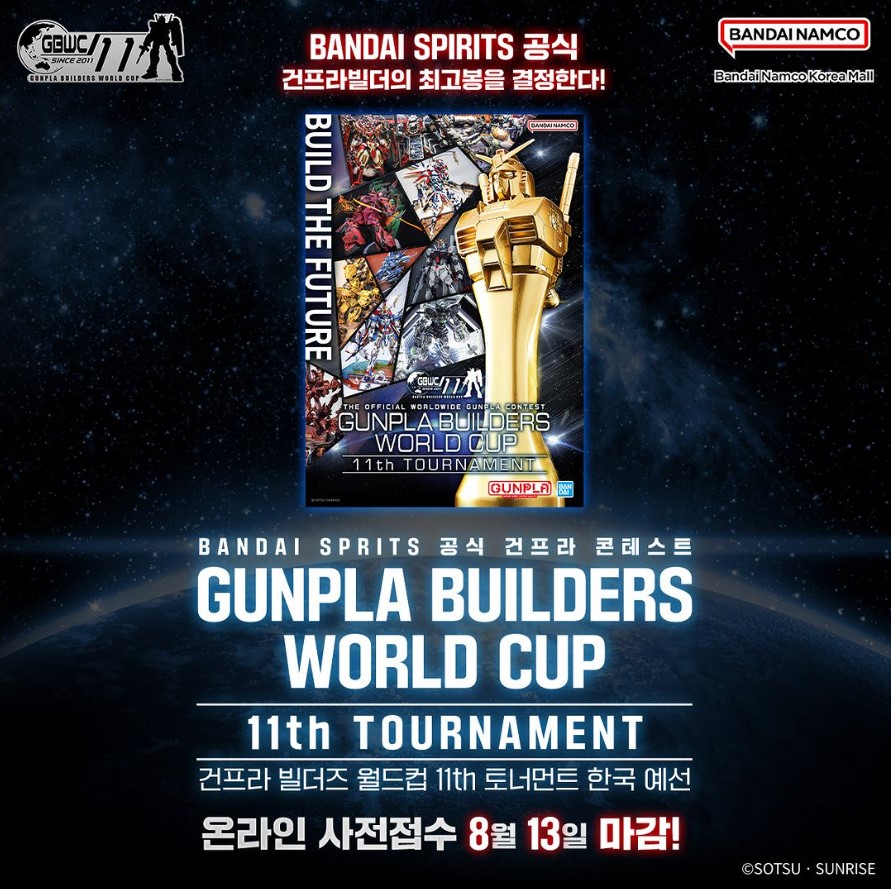 GBWC/11
SINCE 2011
GUNPLA BUILDERS WORLD CUP
BANDAI SPIRITS 공식
건프라빌더의 최고봉을 결정한다!
BANDAI NAMCO
Bandai Namco Korea Mall
BUILD THE FUTURE
BANDAI NAMCO
GBWC/11
THE OFFICIAL WORLDWIDE GUNPLA CONTEST
GUNPLA BUILDERS
WORLD CUP
11th TOURNAMENT
GUNPLA
BAN
DAI
BANDAI SPRITS 공식 건프라 콘테스트
GUNPLA BUILDERS
WORLD CUP
11th TOURNAMENT
건프라 빌더즈 월드컵 11th 토너먼트 한국 예선
온라인 사전접수 8월 13일 마감!
©SOTSU · SUNRISE